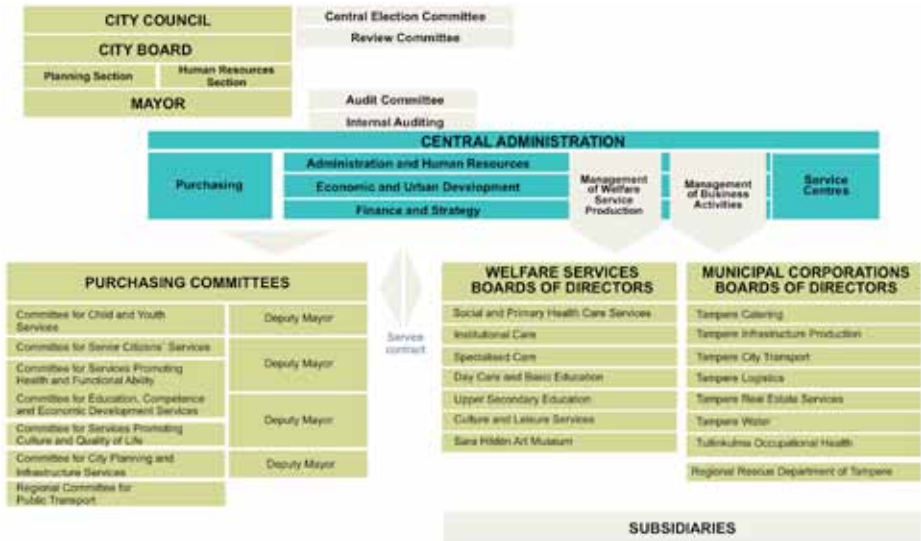 CITY COUNCIL
CITY BOARD
Planning Section
Human Resources
Section
MAYOR
Central Election Committee
Review Committee
Audit Committee
Internal Auditing
CENTRAL ADMINISTRATION
Purchasing
Administration and Human Resources
Economic and Urban Development
Finance and Strategy
Management
of Welfare
Service
Production
Management
of Business
Activities
Service
Centres
PURCHASING COMMITTEES
Committee for Child and Youth
Services
Deputy Mayor
Committee for Senior Citizens´ Services
Committee for Services Promoting
Health and Functional Ability
Deputy Mayor
Committee for Education, Competence
and Economic Development Services
Committee for Services Promoting
Culture and Quality of Life
Deputy Mayor
Committee for City Planning and
Infrastructure Services
Deputy Mayor
Regional Committee for
Public Transport
Service
contract
WELFARE SERVICES
BOARDS OF DIRECTORS
Social and Primary Health Care Services
Institutional Care
Specialised Care
Day Care and Basic Education
Upper Secondary Education
Culture and Leisure Services
Sara Hildén Art Museum
MUNICIPAL CORPORATIONS
BOARDS OF DIRECTORS
Tampere Catering
Tampere Infrastructure Production
Tampere City Transport
Tampere Logistics
Tampere Real Estate Services
Tampere Water
Tullinkulma Occupational Health
Regional Rescue Department of Tampere
SUBSIDIARIES